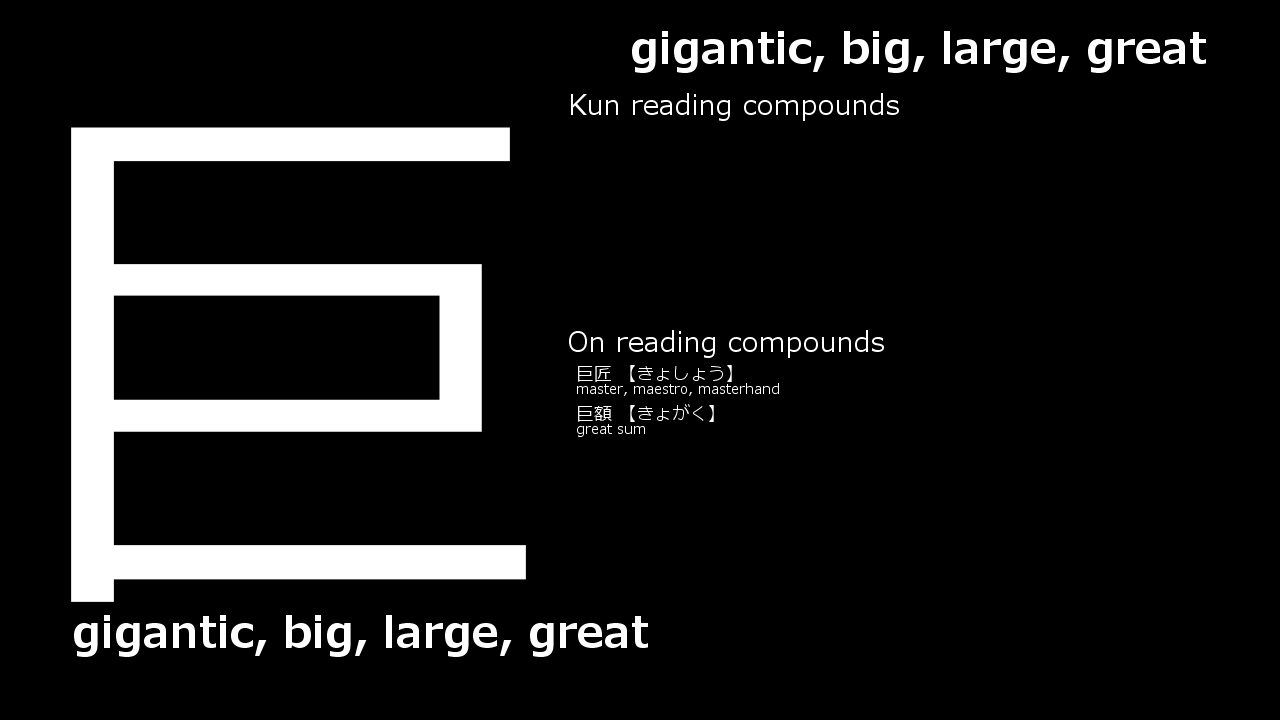 巨
gigantic, big, large, great
gigantic, big, large, great
Kun reading compounds
On reading compounds
巨匠 【きょしょう】
master, maestro, masterhand
巨額 【きょがく】
great sum